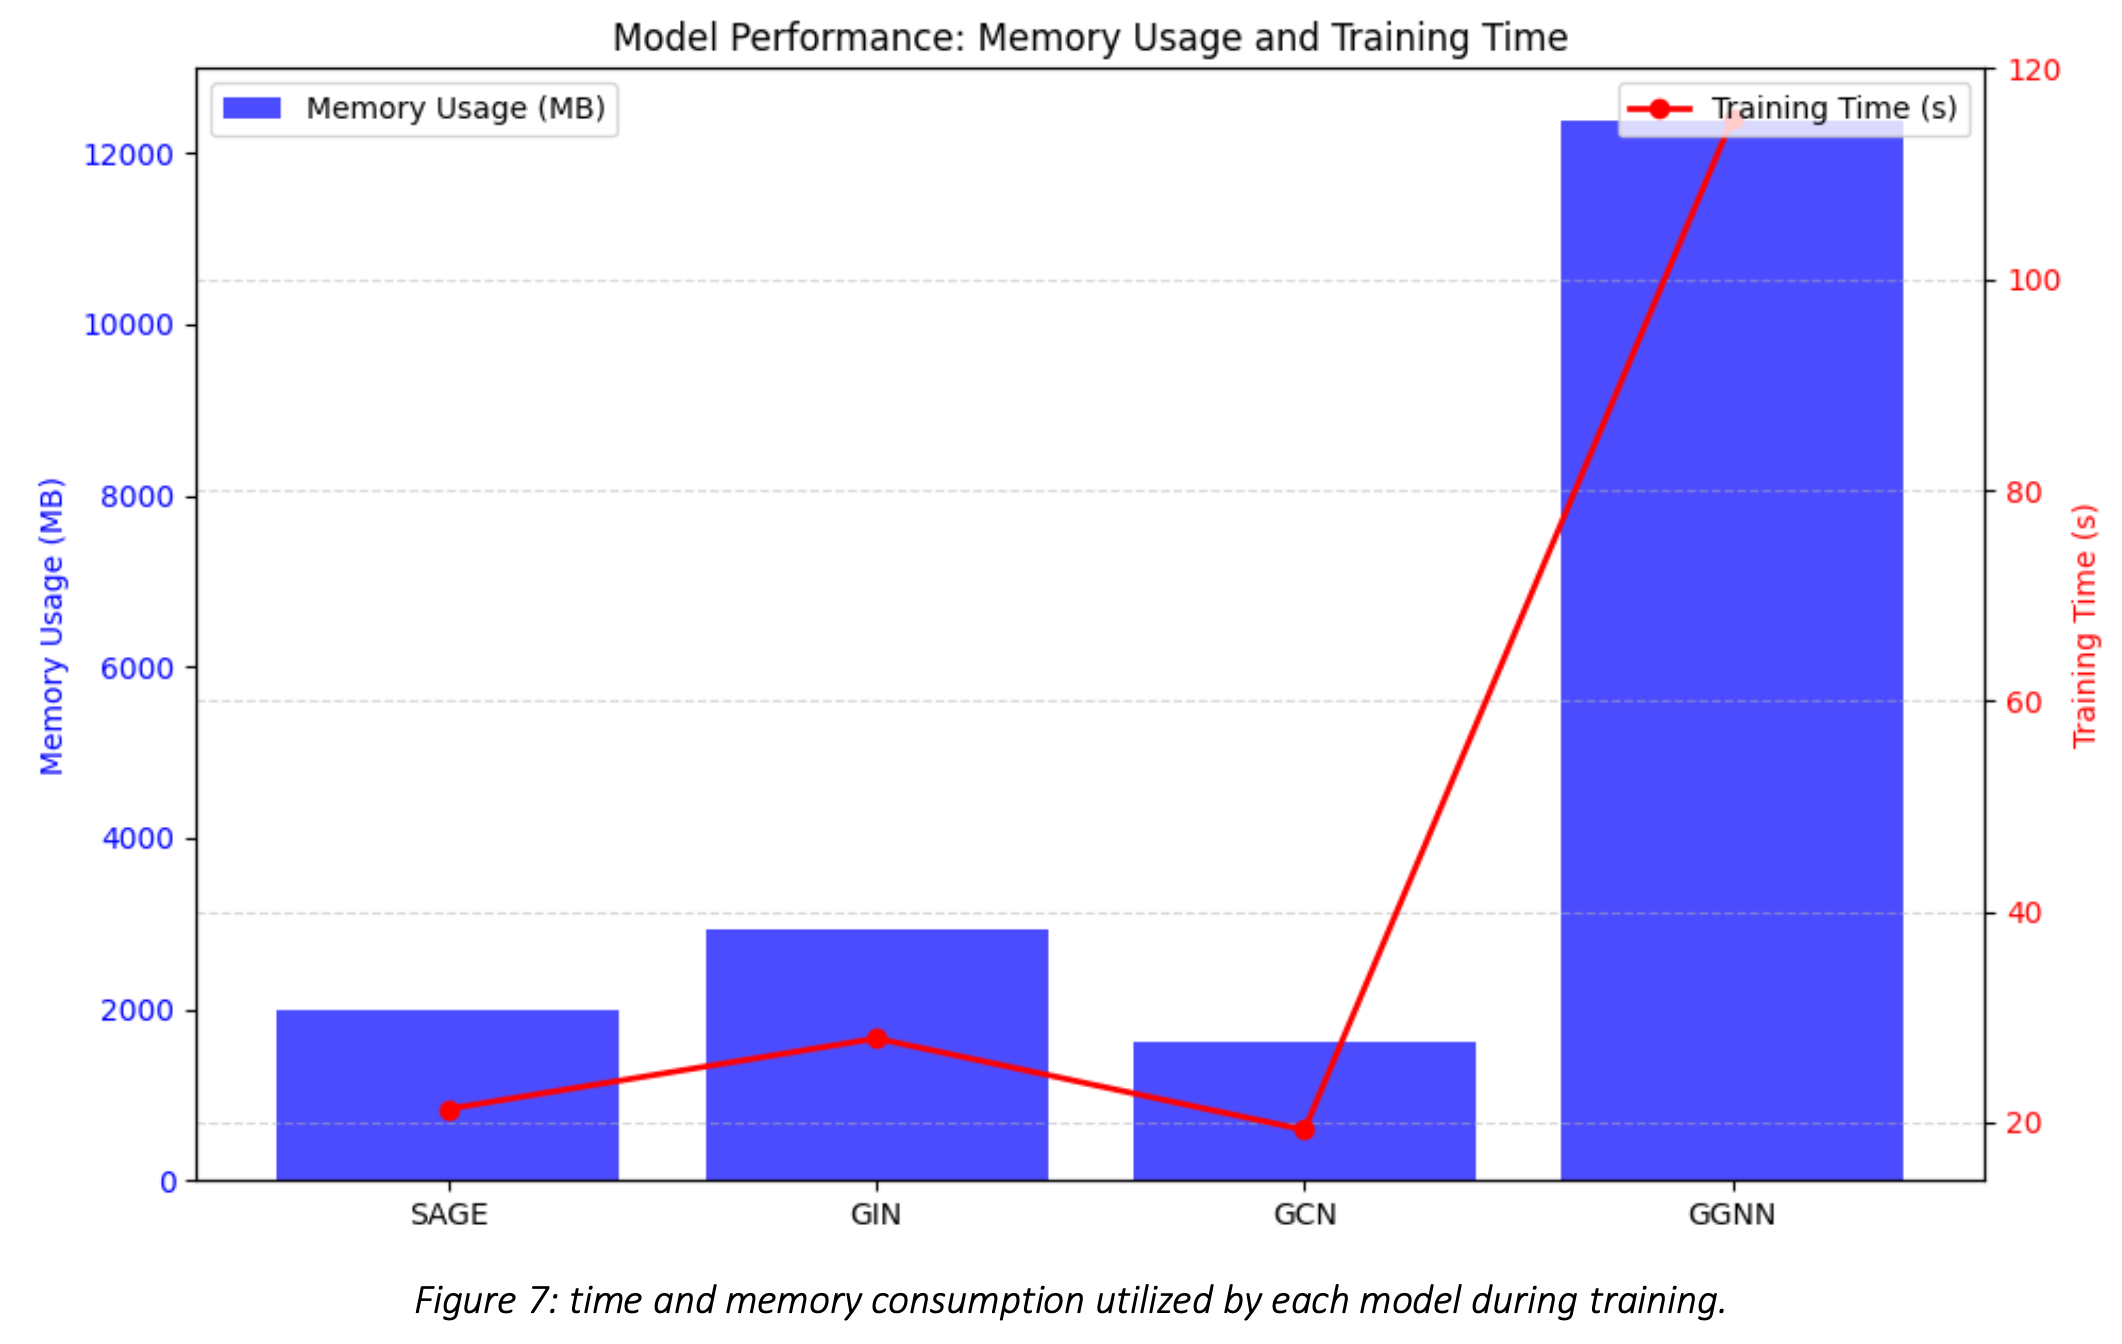 Model Performance: Memory Usage and Training Time
Memory Usage (MB)
Training Time (s)
12000
10000
8000
6000
4000
2000
0
Memory Usage (MB)
120
100
80
60
40
20
Training Time (s)
SAGE GIN GCN GGNN
Figure 7: time and memory consumption utilized by each model during training.